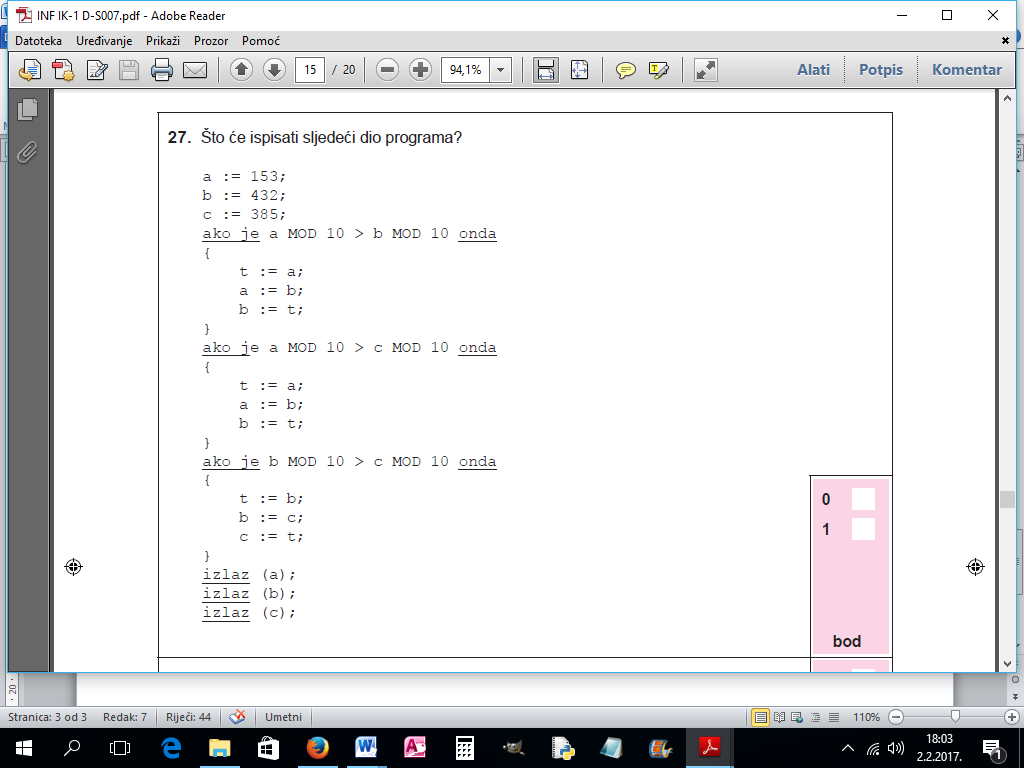 INF IK-1 D-S007.pdf - Adobe Reader
Datoteka Uređivanje Prikaži Prozor Pomoć
15 / 20 94,1% Alati Potpis Komentar
27. Što će ispisati sljedeći dio programa?
a := 153;
b := 432;
c := 385;
ako je a MOD 10 > b MOD 10 onda
{
t := a;
a := b;
b := t;
}
ako je a MOD 10 > c MOD 10 onda
{
t := a;
a := b;
b := t;
}
ako je b MOD 10 > c MOD 10 onda
{
t := b;
b := c;
c := t;
}
izlaz (a);
izlaz (b);
izlaz (c);
0
1
bod
20
Stranica: 3 od 3 Redak: 7 Riječi: 44 Umetni 110%
18:03
2.2.2017.
1